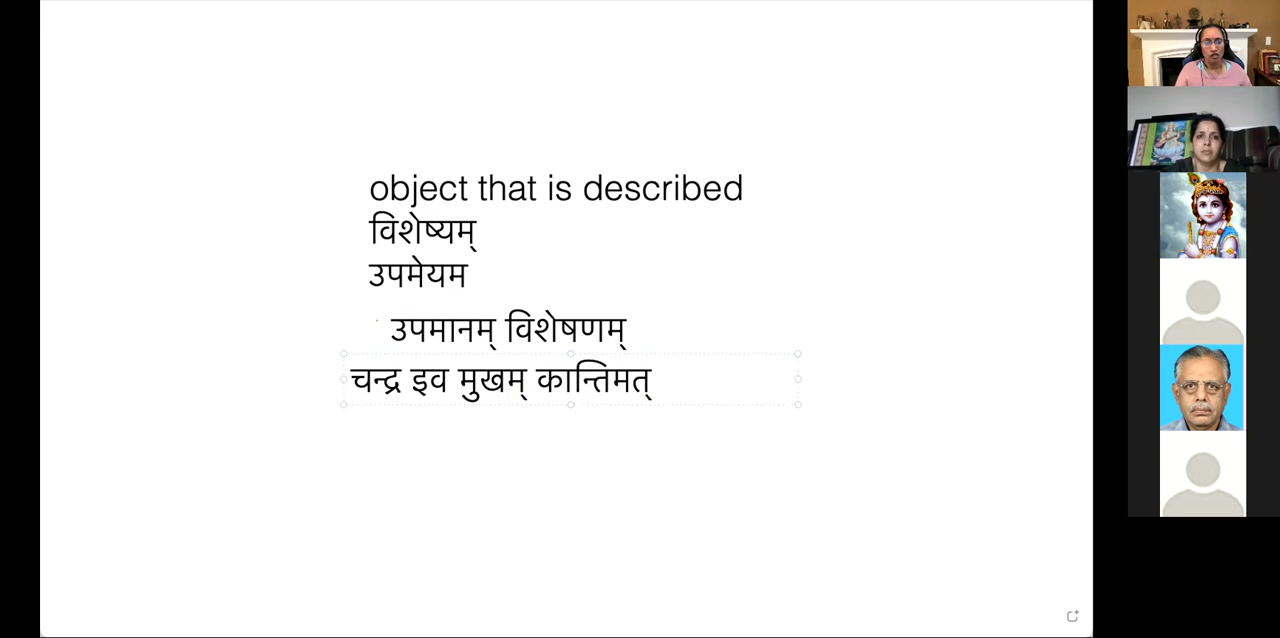 object that is described
विशेष्यम्
उपमेयम
उपमानम् विशेषणम्
चन्द्र इव मुखम् कान्तिमत्